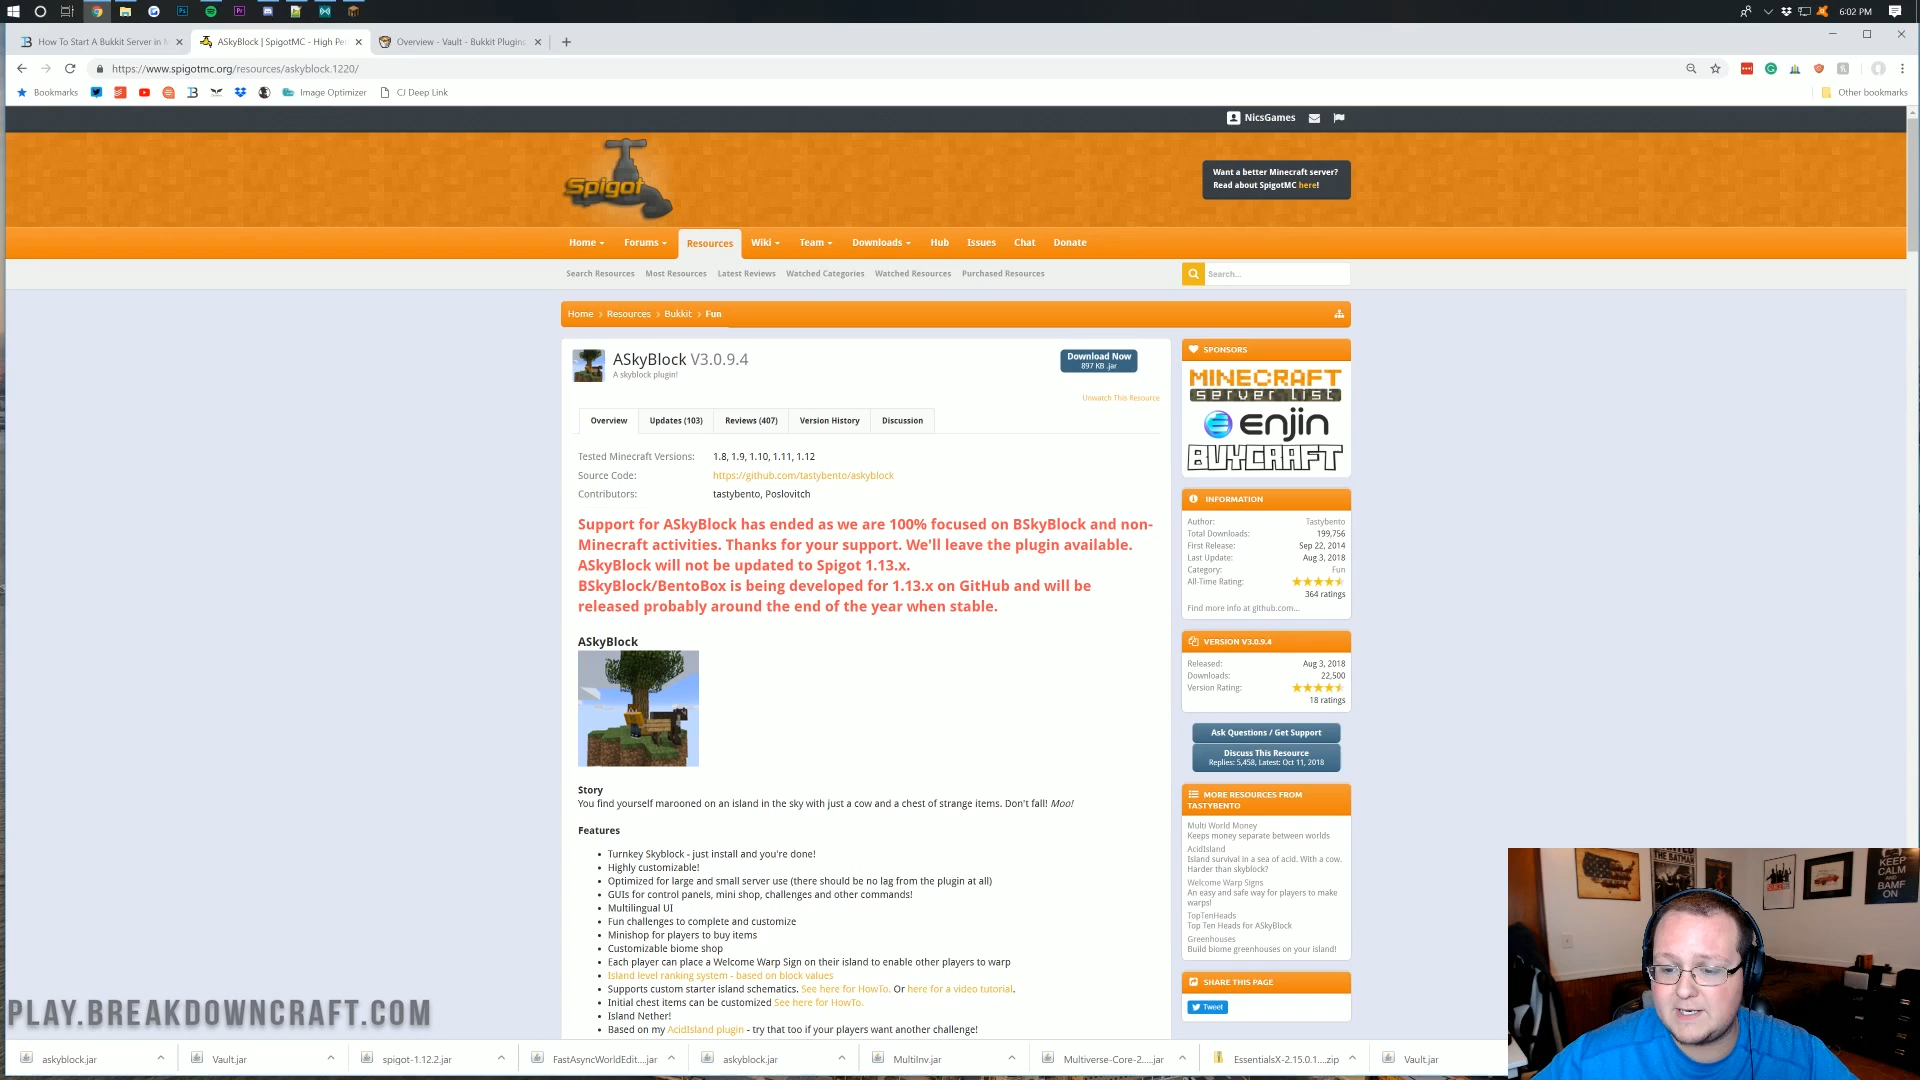 6:02 PM
How To Start A Bukkit Server in M
ASkyBlock | SpigotMC - High Per
Overview - Vault - Bukkit Plugins
https://www.spigotmc.org/resources/askyblock.1220/
Bookmarks
Image Optimizer
CJ Deep Link
Other bookmarks
NicsGames
Spigot
Want a better Minecraft server?
Read about SpigotMC here!
Home Forums Resources Wiki Team Downloads Hub Issues Chat Donate
Search Resources Most Resources Latest Reviews Watched Categories Watched Resources Purchased Resources
Search...
Home > Resources > Bukkit > Fun
ASkyBlock V3.0.9.4
A skyblock plugin!
Download Now
897 KB .jar
Unwatch This Resource
Overview Updates (103) Reviews (407) Version History Discussion
Tested Minecraft Versions: 1.8, 1.9, 1.10, 1.11, 1.12
Source Code: https://github.com/tastybento/askyblock
Contributors: tastybento, Poslovitch
Support for ASkyBlock has ended as we are 100% focused on BSkyBlock and non-
Minecraft activities. Thanks for your support. We'll leave the plugin available.
ASkyBlock will not be updated to Spigot 1.13.x.
BSkyBlock/BentoBox is being developed for 1.13.x on GitHub and will be
released probably around the end of the year when stable.
ASkyBlock
Story
You find yourself marooned on an island in the sky with just a cow and a chest of strange items. Don't fall! Moo!
Features
Turnkey Skyblock - just install and you're done!
Highly customizable!
Optimized for large and small server use (there should be no lag from the plugin at all)
GUIs for control panels, mini shop, challenges and other commands!
Multilingual UI
Fun challenges to complete and customize
Minishop for players to buy items
Customizable biome shop
Each player can place a Welcome Warp Sign on their island to enable other players to warp
Island level ranking system - based on block values
Supports custom starter island schematics. See here for HowTo. Or here for a video tutorial.
Initial chest items can be customized See here for HowTo.
Island Nether!
Based on my AcidIsland plugin - try that too if your players want another challenge!
SPONSORS
MINECRAFT
server list
enjin
BUYCRAFT
INFORMATION
Author: Tastybento
Total Downloads: 199,756
First Release: Sep 22, 2014
Last Update: Aug 3, 2018
Category: Fun
All-Time Rating:
364 ratings
Find more info at github.com...
VERSION V3.0.9.4
Released: Aug 3, 2018
Downloads: 22,500
Version Rating:
18 ratings
Ask Questions / Get Support
Discuss This Resource
Replies: 5,458, Latest: Oct 11, 2018
MORE RESOURCES FROM
TASTYBENTO
Multi World Money
Keeps money separate between worlds
AcidIsland
Island survival in a sea of acid. With a cow.
Harder than skyblock?
Welcome Warp Signs
An easy and safe way for players to make
warps!
TopTenHeads
Top Ten Heads for ASkyBlock
Greenhouses
Build biome greenhouses on your island!
SHARE THIS PAGE
Tweet
KEEP
CALM
AND
BAMF
ON
THE BATMAN
PLAY.BREAKDOWNCRAFT.COM
askyblock.jar
Vault.jar
spigot-1.12.2.jar
FastAsyncWorldEdit....jar
askyblock.jar
MultiInv.jar
Multiverse-Core-2.....jar
EssentialsX-2.15.0.1....zip
Vault.jar